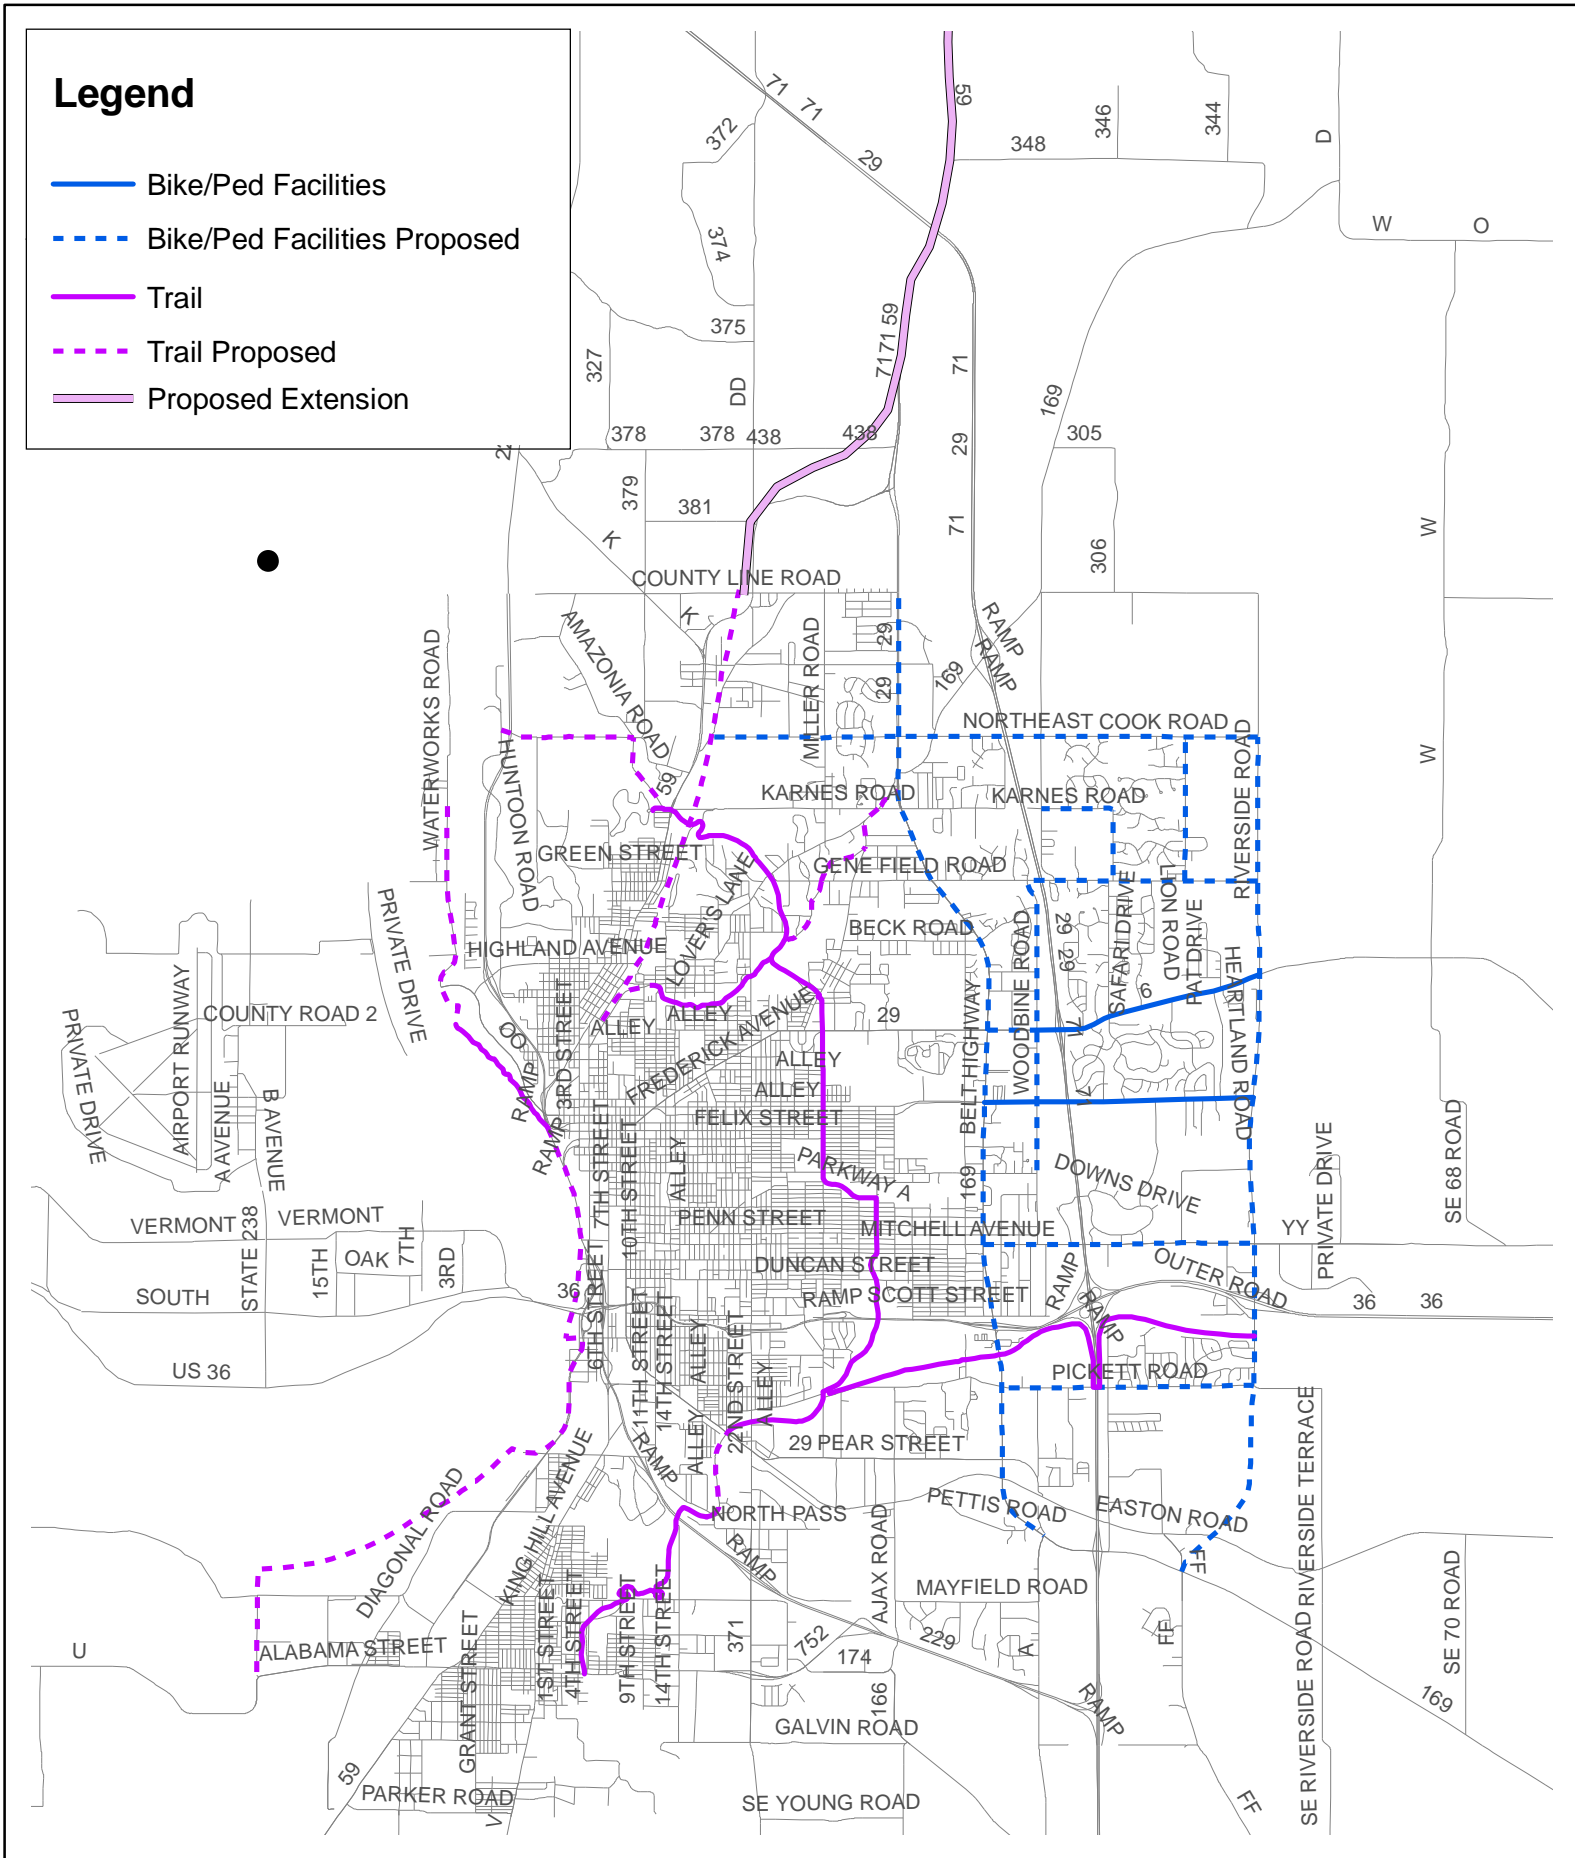 Legend
Bike/Ped Facilities
Bike/Ped Facilities Proposed
Trail
Trail Proposed
Proposed Extension
71
71
29
59
372
348
346
344
D
W
O
374
375
327
DD
71
71 59
71
29
71
169
305
306
378
378
438
438
379
381
K
K
W
W
W
COUNTY LINE ROAD
AMAZONIA ROAD
WATERWORKS ROAD
MILLER ROAD
29
29
169
RAMP
RAMP
NORTHEAST COOK ROAD
RIVERSIDE ROAD
HUNTOON ROAD
59
KARNES ROAD
KARNES ROAD
GREEN STREET
GENE FIELD ROAD
LOVER'S LANE
BECK ROAD
HIGHLAND AVENUE
PRIVATE DRIVE
PRIVATE DRIVE
PRIVATE DRIVE
AIRPORT RUNWAY
COUNTY ROAD 2
A AVENUE
B AVENUE
WOODBINE ROAD
29
29
SAFARI DRIVE
LION ROAD
PAT DRIVE
HEARTLAND ROAD
6
71
71
BELT HIGHWAY
29
3RD STREET
ALLEY
ALLEY
FREDERICK AVENUE
OO
RAMP
RAMP
ALLEY
ALLEY
FELIX STREET
7TH STREET
10TH STREET
ALLEY
PARKWAY A
169
DOWNS DRIVE
PRIVATE DRIVE
SE 68 ROAD
PENN STREET
MITCHELL AVENUE
YY
VERMONT
VERMONT
STATE 238
15TH
OAK
7TH
3RD
SOUTH
US 36
36
6TH STREET
DUNCAN STREET
RAMP
SCOTT STREET
RAMP
RAMP
OUTER ROAD
36
36
11TH STREET
14TH STREET
ALLEY
ALLEY
22ND STREET
ALLEY
PICKETT ROAD
29
PEAR STREET
RAMP
KING HILL AVENUE
DIAGONAL ROAD
NORTH PASS
PETTIS ROAD
EASTON ROAD
AJAX ROAD
RAMP
MAYFIELD ROAD
FF
FF
FF
SE RIVERSIDE ROAD
RIVERSIDE TERRACE
SE 70 ROAD
169
U
ALABAMA STREET
GRANT STREET
1ST STREET
4TH STREET
9TH STREET
14TH STREET
371
752
174
229
166
A
RAMP
GALVIN ROAD
59
PARKER ROAD
V
SE YOUNG ROAD